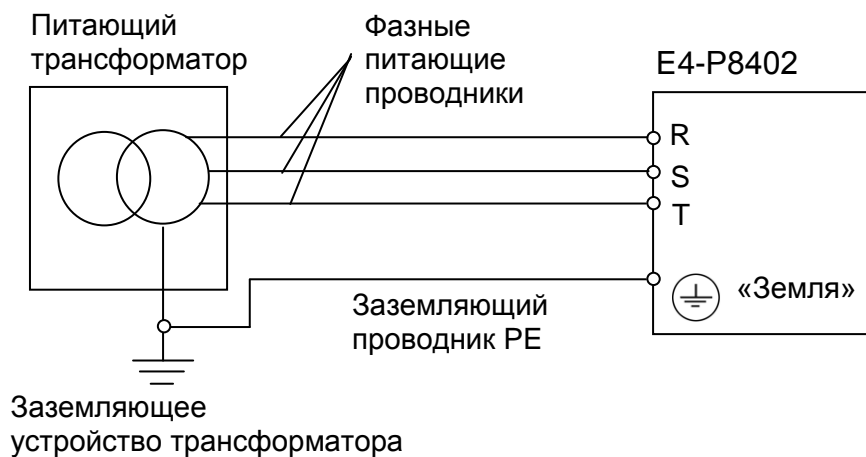 Питающий
трансформатор
Фазные
питающие
проводники
E4-P8402
R
S
T
«Земля»
Заземляющий
проводник PE
Заземляющее
устройство трансформатора